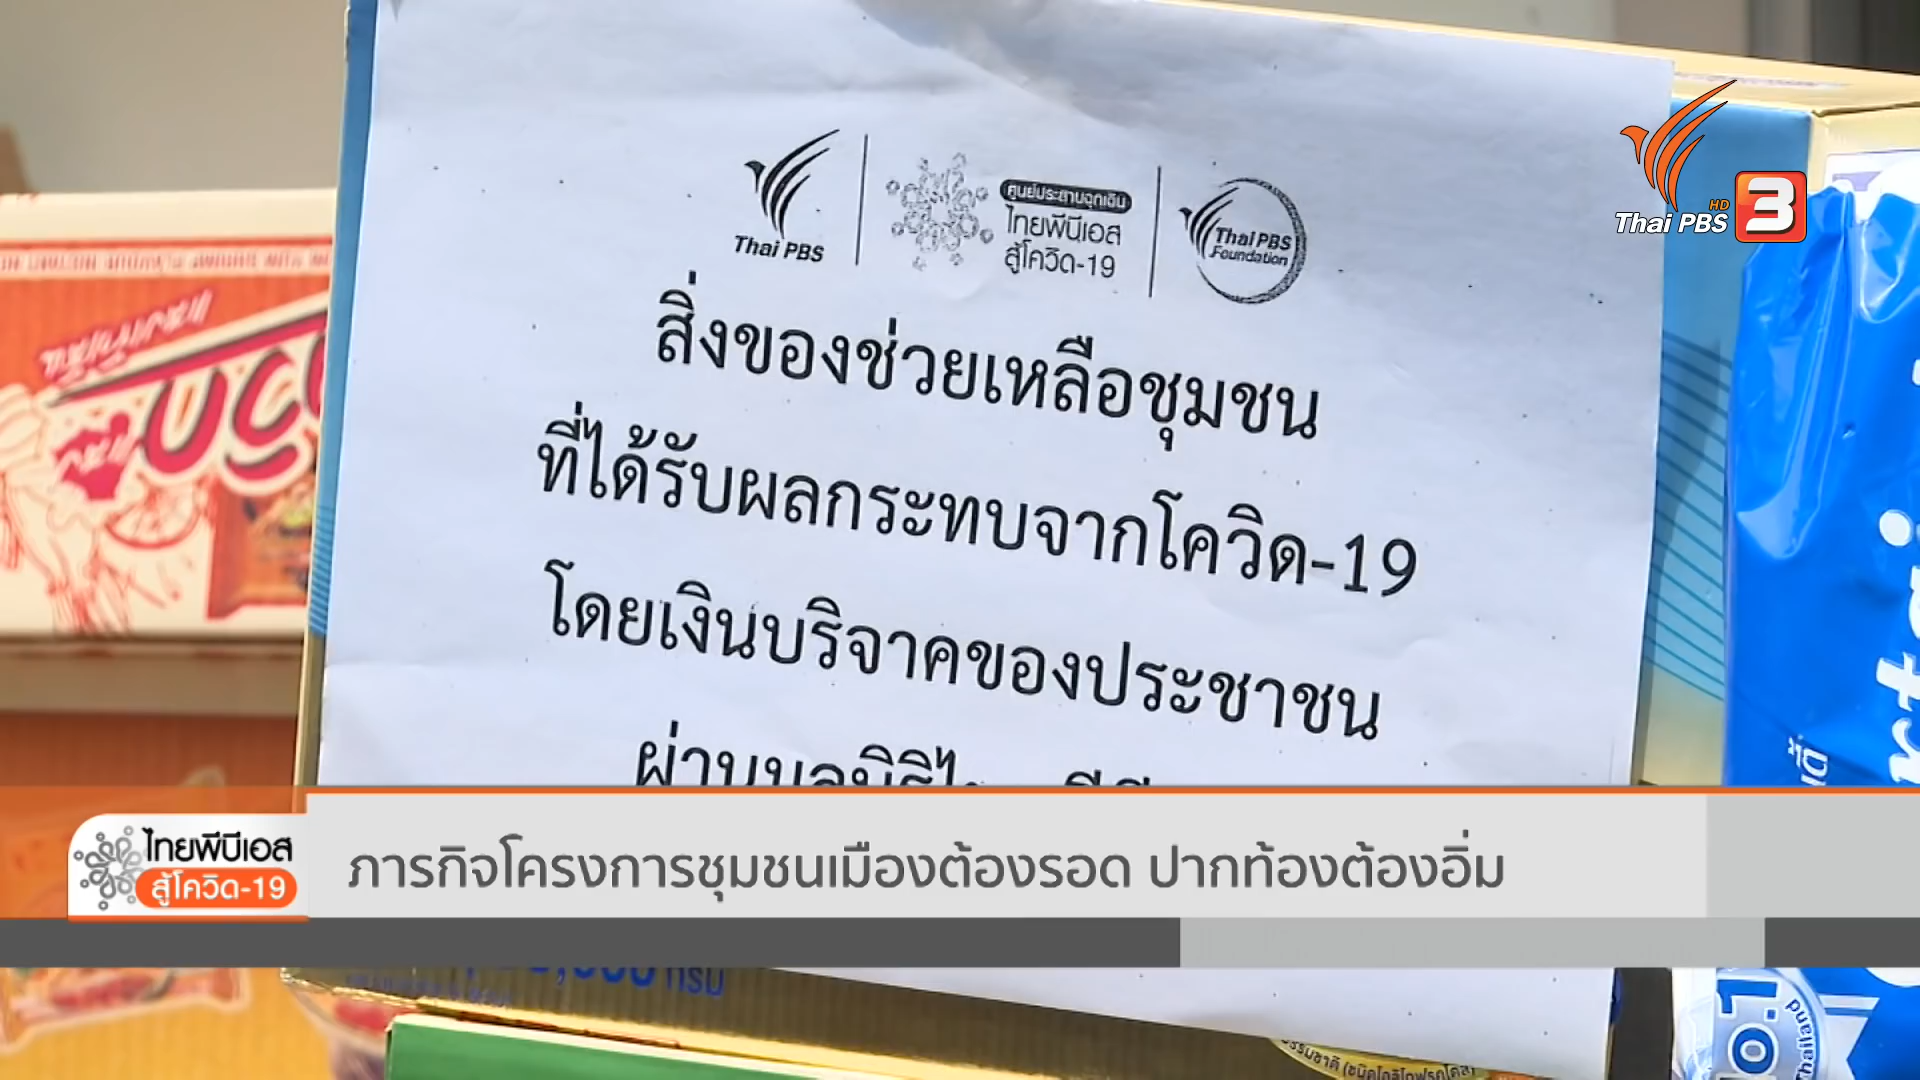 Thai PBS
ศูนย์ประสานฉุกเฉิน
ไทยพีบีเอส
สู้โควิด-19
Thai PBS
Foundation
Thai PBS
HD
3
สิ่งของช่วยเหลือชุมชน
ที่ได้รับผลกระทบจากโควิด-19
โดยเงินบริจาคของประชาชน
ไทยพีบีเอส
สู้โควิด-19
ภารกิจโครงการชุมชนเมืองต้องรอด ปากท้องต้องอิ่ม
กรัม
No.1
Thailand